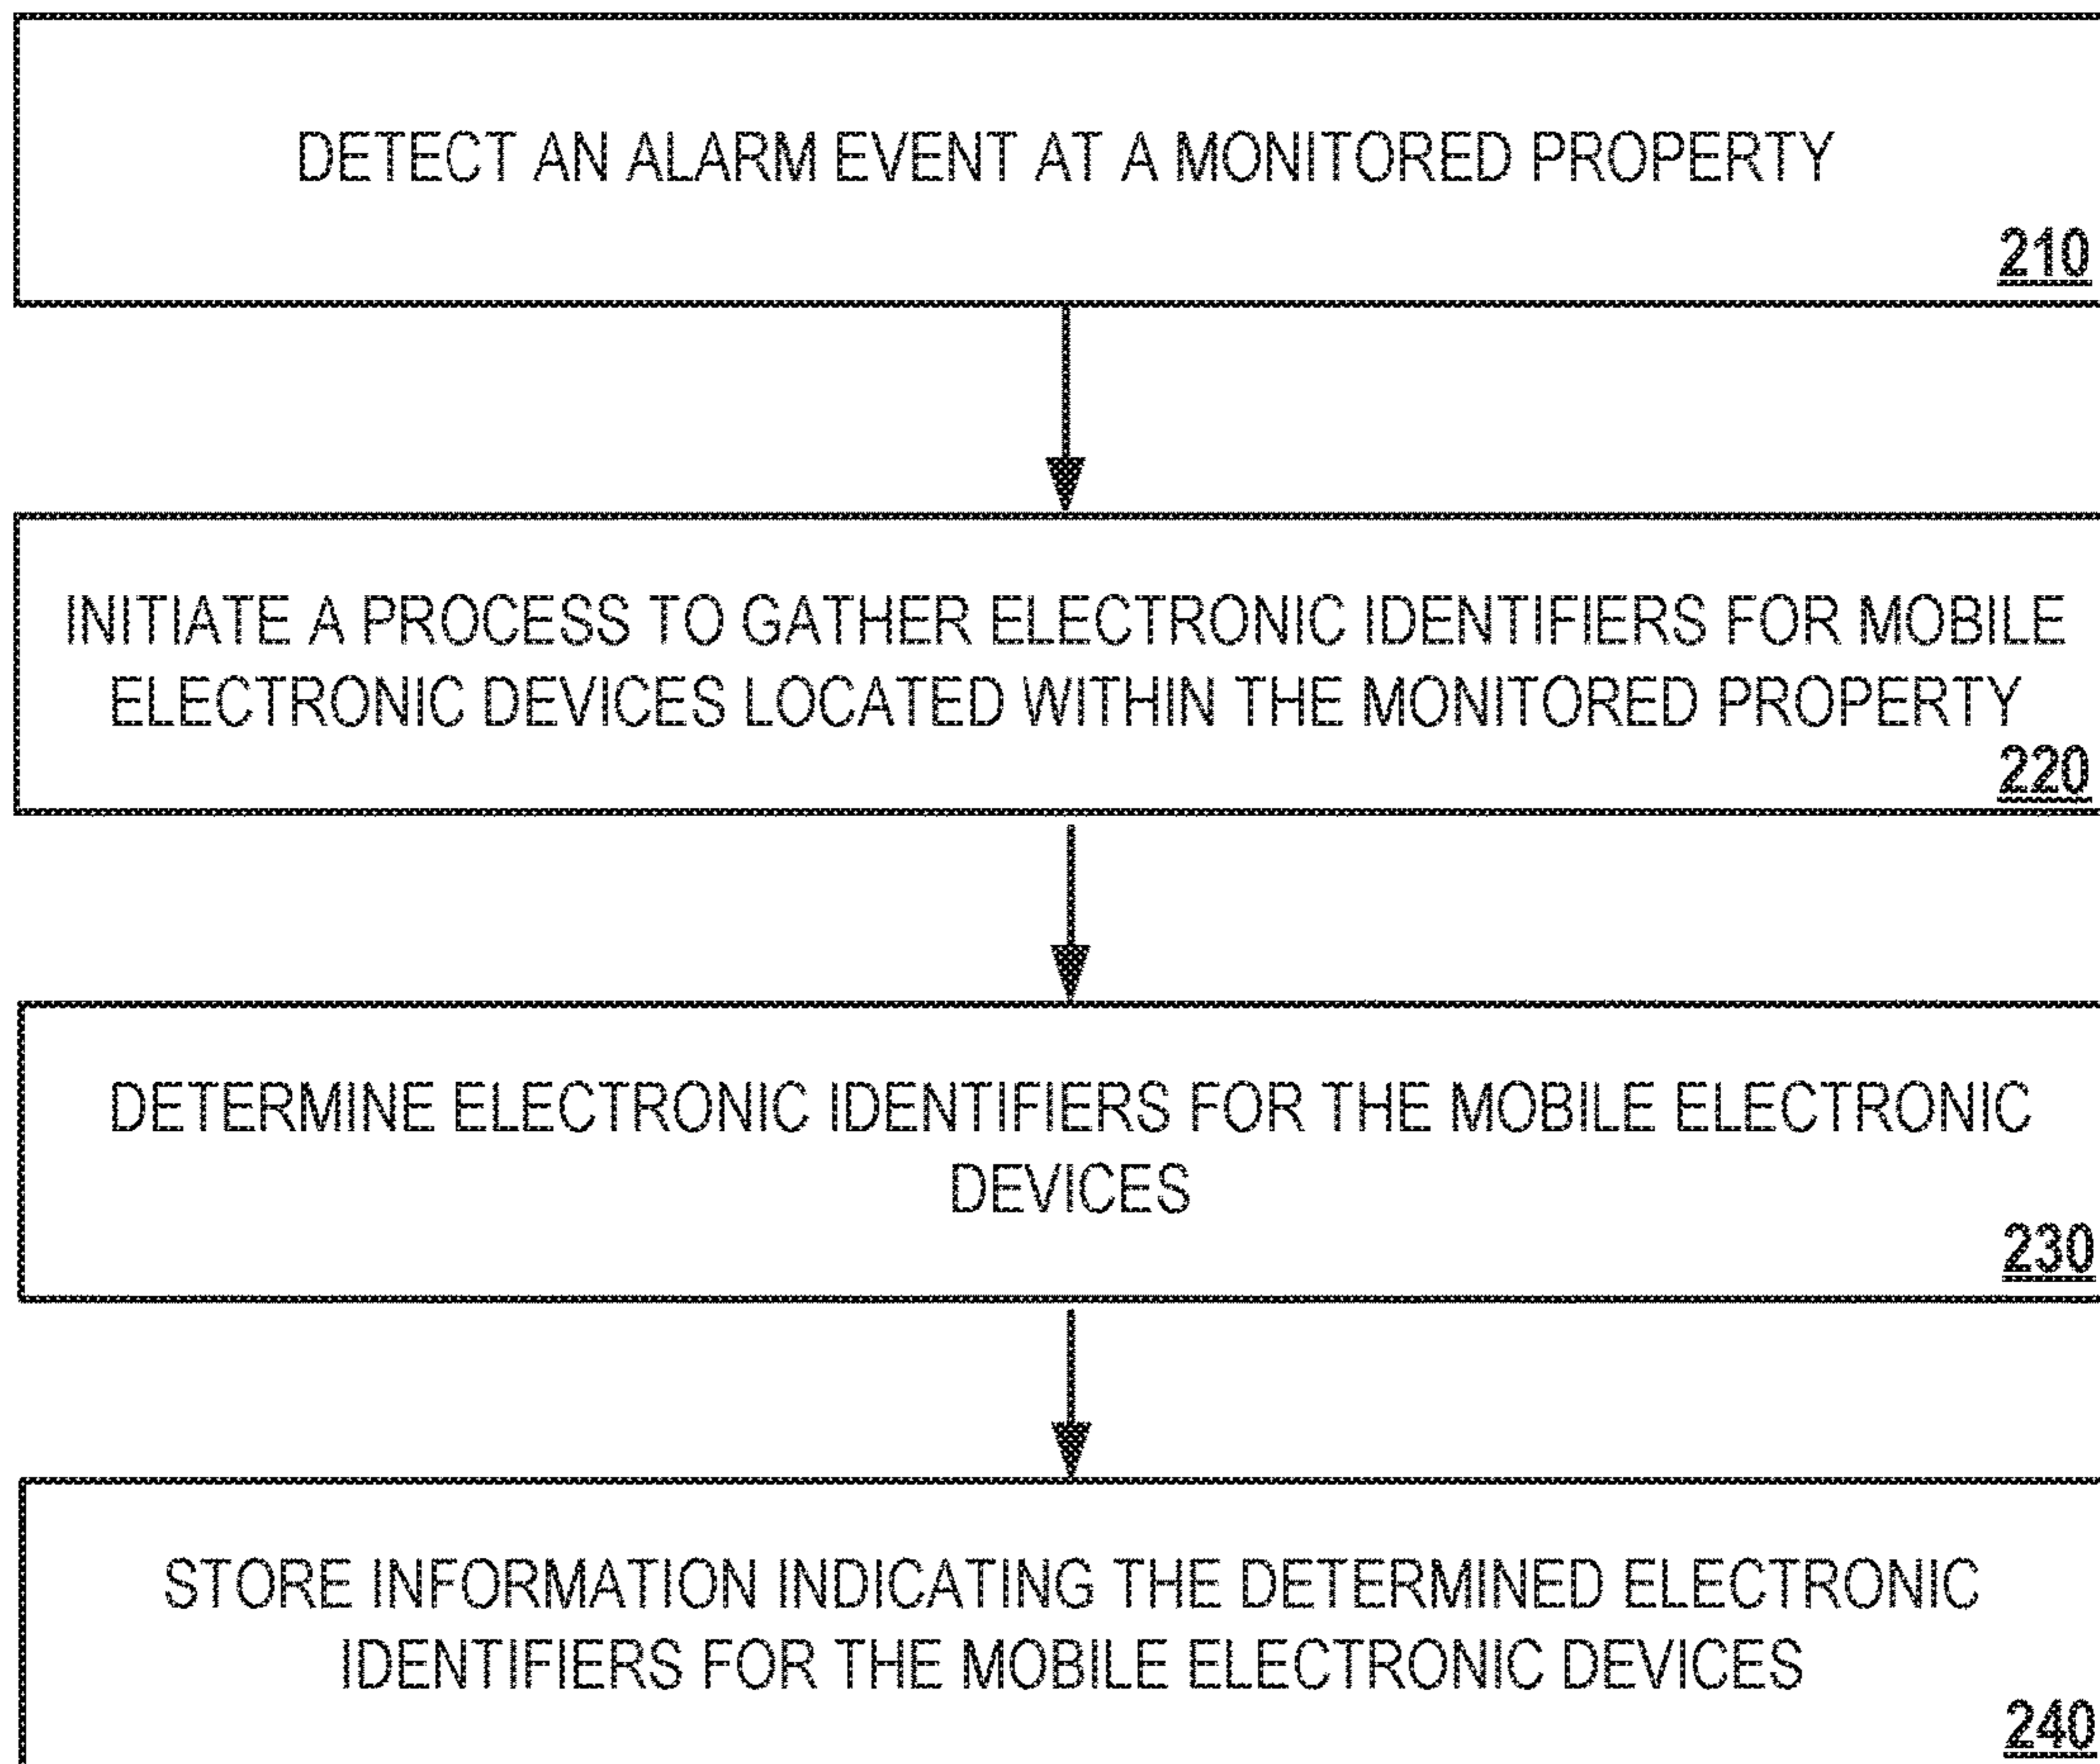 DETECT AN ALARM EVENT AT A MONITORED PROPERTY
210
INITIATE A PROCESS TO GATHER ELECTRONIC IDENTIFIERS FOR MOBILE
ELECTRONIC DEVICES LOCATED WITHIN THE MONITORED PROPERTY
220
DETERMINE ELECTRONIC IDENTIFIERS FOR THE MOBILE ELECTRONIC
DEVICES
230
STORE INFORMATION INDICATING THE DETERMINED ELECTRONIC
IDENTIFIERS FOR THE MOBILE ELECTRONIC DEVICES
240